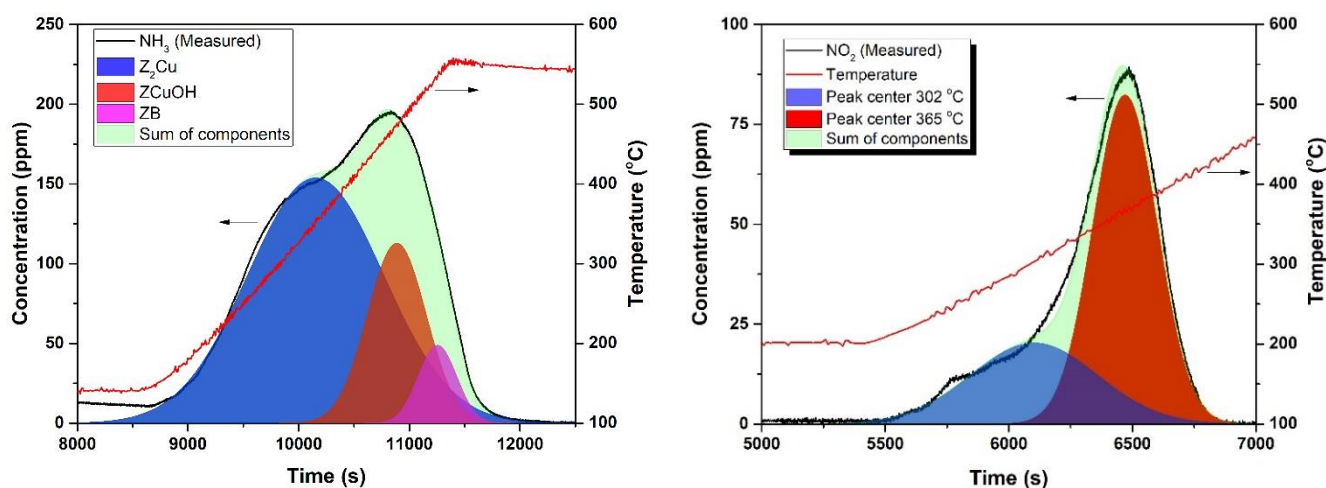 250
200
150
100
50
0
Concentration (ppm)
8000
9000
10000
11000
12000
Time (s)
600
500
400
300
200
100
Temperature (°C)
NH₃ (Measured)
Z₂Cu
ZCuOH
ZB
Sum of components
100
75
50
25
0
Concentration (ppm)
5000
5500
6000
6500
7000
Time (s)
600
500
400
300
200
100
Temperature (°C)
NO₂ (Measured)
Temperature
Peak center 302 °C
Peak center 365 °C
Sum of components